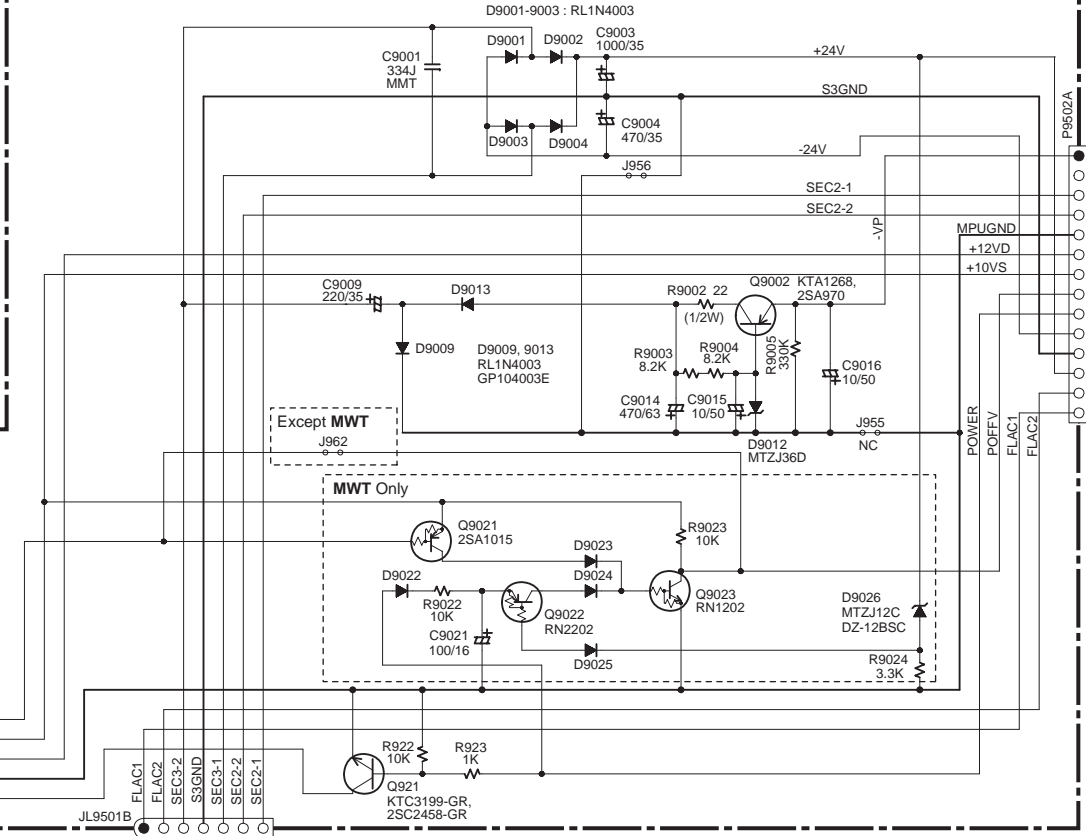 D9001-9003 : RL1N4003
C9001
334J
MMT
D9001
D9002
C9003
1000/35
+24V
S3GND
D9003
D9004
C9004
470/35
-24V
J956
SEC2-1
SEC2-2
P9502A
-VP
MPUGND
+12VD
+10VS
C9009
220/35
D9013
R9002 22
(1/2W)
Q9002
KTA1268,
2SA970
D9009
D9009, 9013
RL1N4003
GP104003E
R9003
8.2K
R9004
8.2K
R9005
330K
C9016
10/50
C9014
470/63
C9015
10/50
D9012
MTZJ36D
J955
NC
Except MWT
J962
POWER
POFFV
FLAC1
FLAC2
MWT Only
Q9021
2SA1015
R9023
10K
D9023
D9022
D9024
R9022
10K
Q9022
RN2202
Q9023
RN1202
C9021
100/16
D9025
D9026
MTZJ12C
DZ-12BSC
R9024
3.3K
R922
10K
R923
1K
Q921
KTC3199-GR,
2SC2458-GR
JL9501B
FLAC1
FLAC2
SEC3-2
S3GND
SEC3-1
SEC2-2
SEC2-1